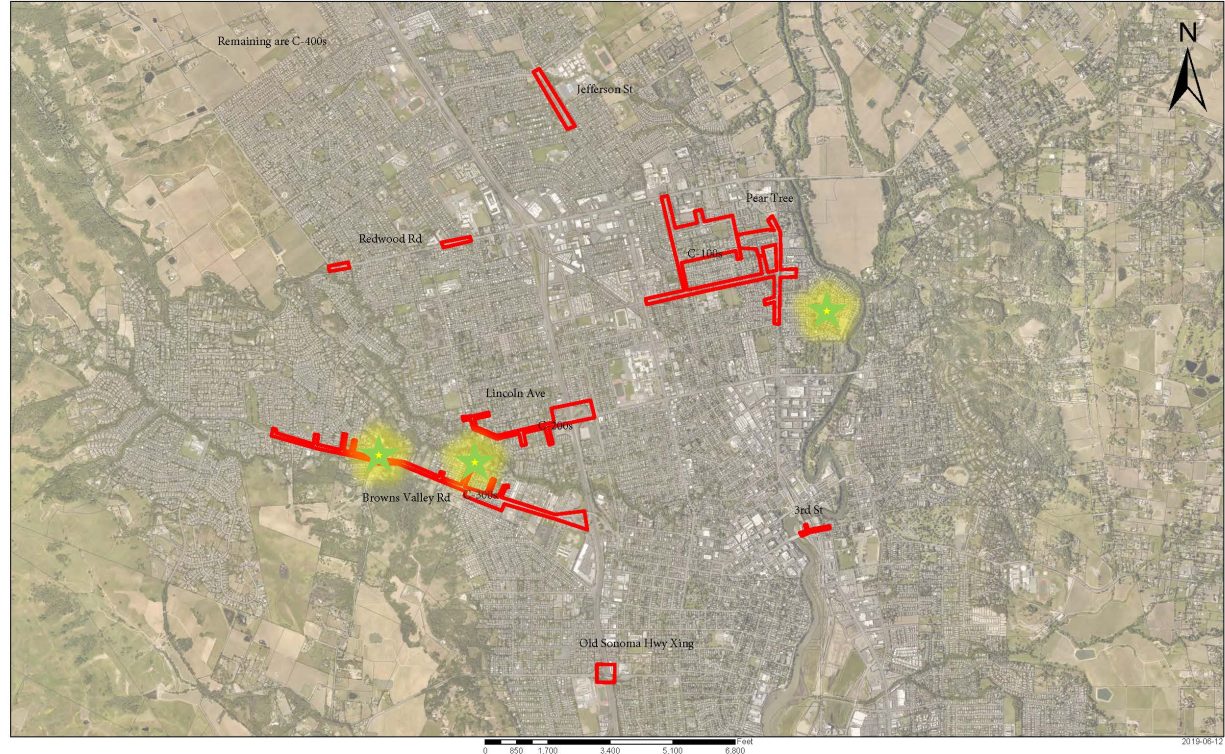 Remaining are C-400s
N
Jefferson St
Pear Tree
Redwood Rd
C-100s
Lincoln Ave
C-200s
Browns Valley Rd
C-300s
3rd St
Old Sonoma Hwy Xing
Feet
0 850 1,700 3,400 5,100 6,800
2019-06-12